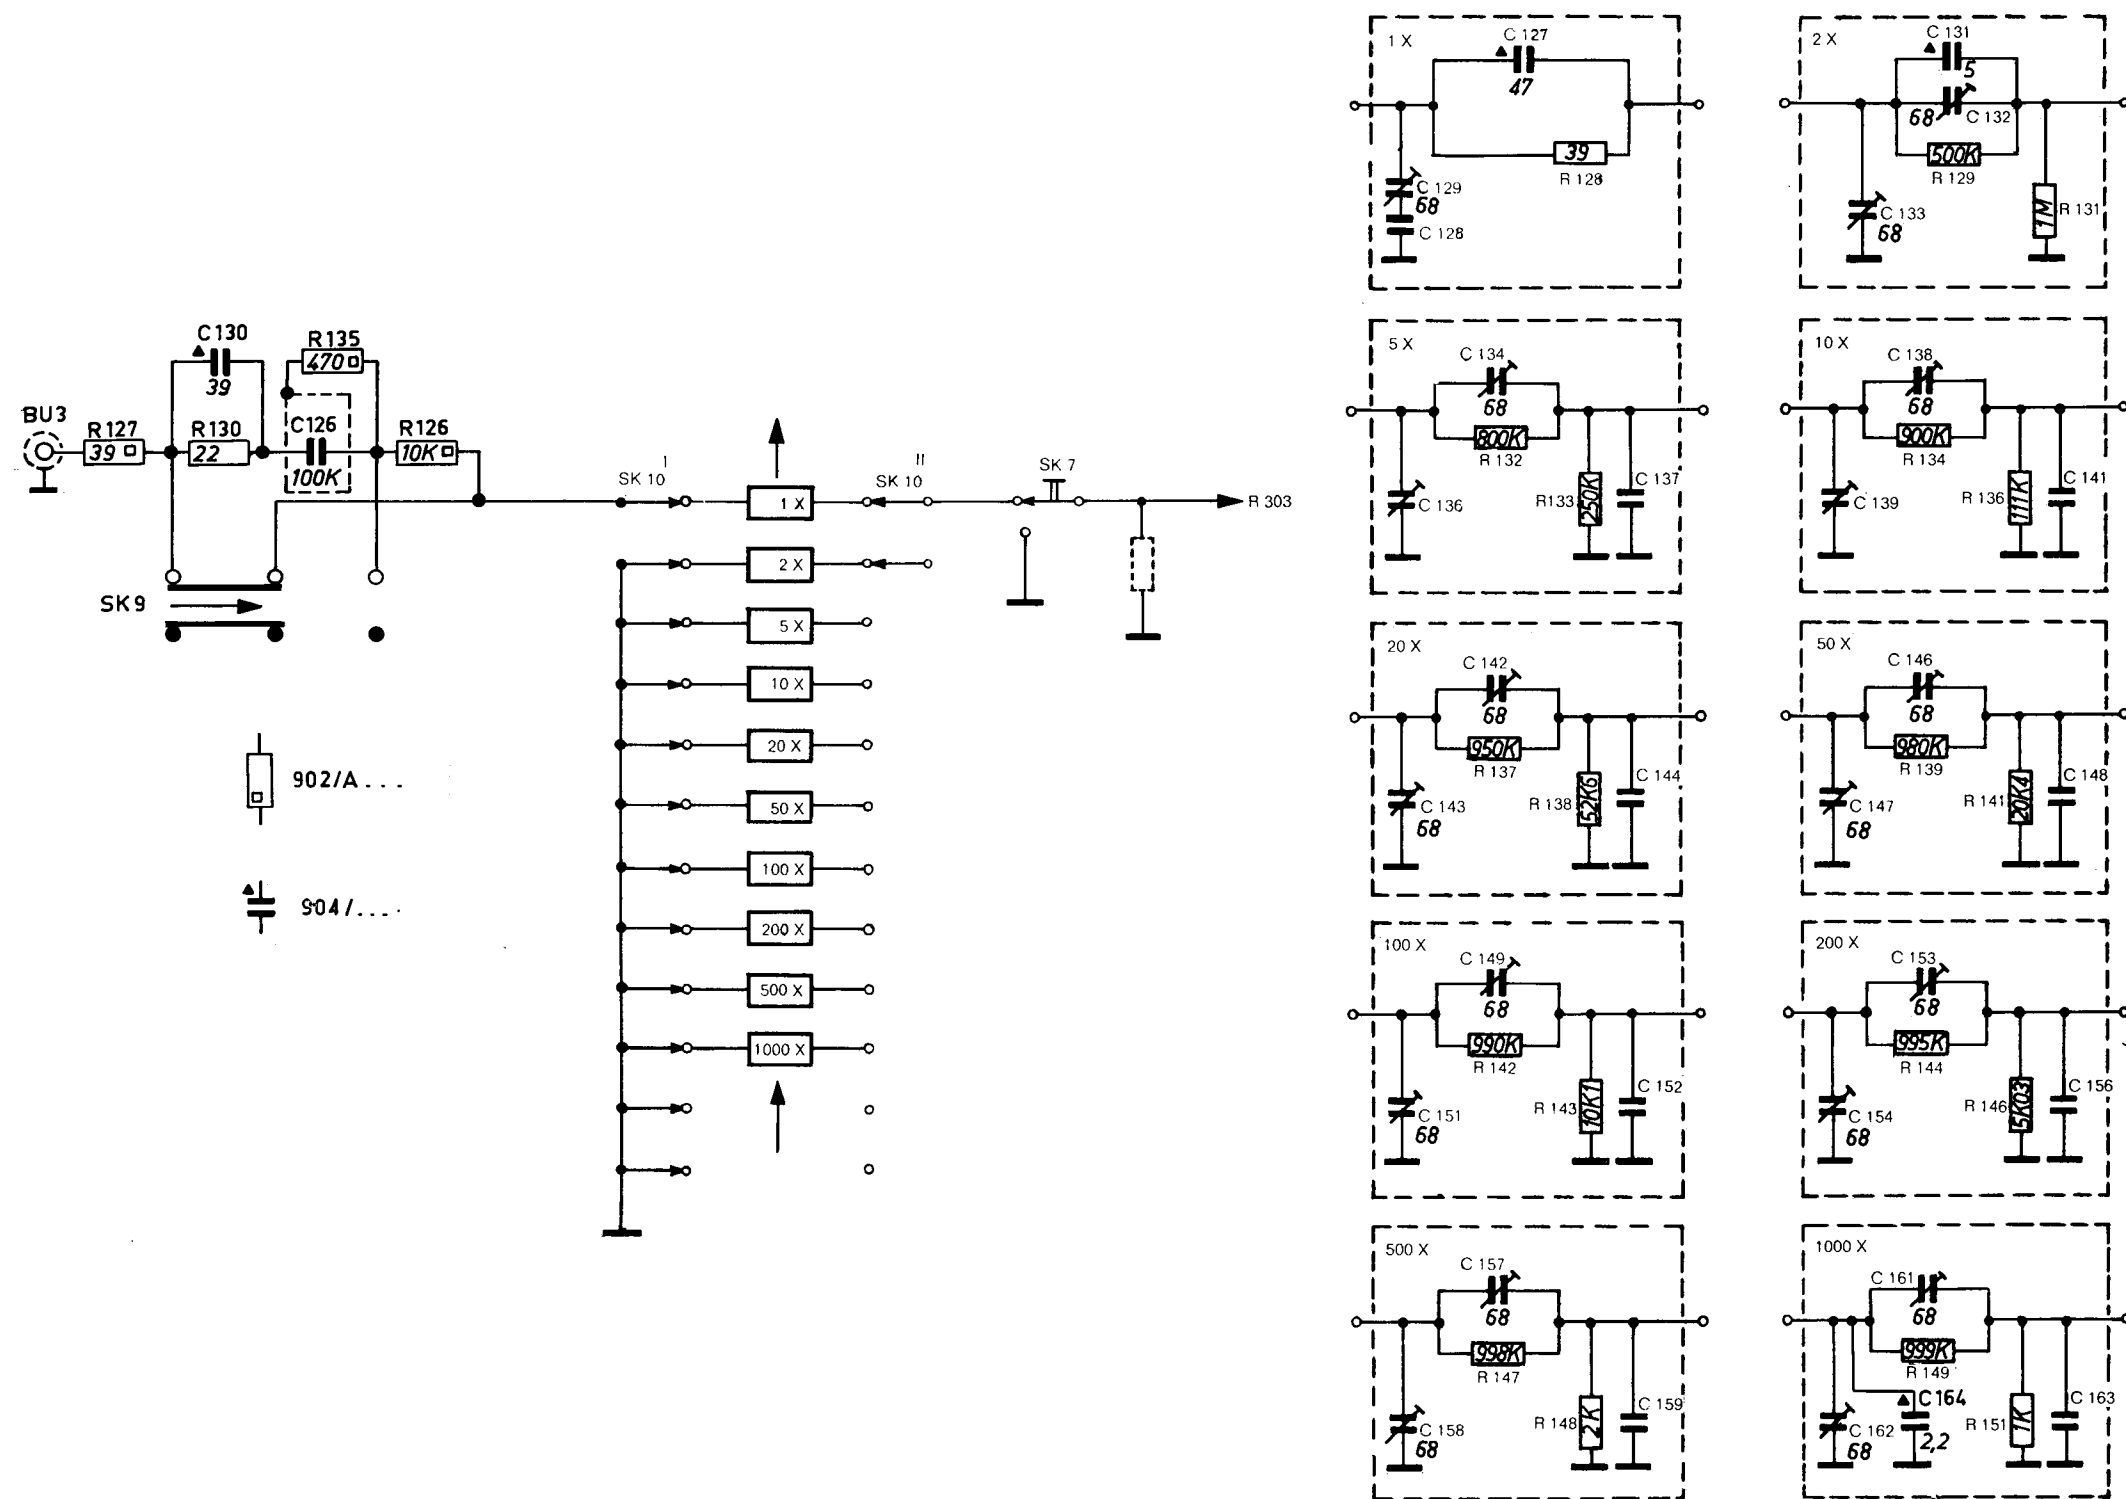 C 130
39
R135
470
BU3
R127
39
R130
22
C126
100K
R126
10K
SK 9
902/A...
904/....
I
SK 10
II
SK 10
SK 7
R 303
1 X
2 X
5 X
10 X
20 X
50 X
100 X
200 X
500 X
1000 X
1 X
C 127
47
39
R 128
C 129
68
C 128
2 X
C 131
5
68
C 132
500K
R 129
C 133
68
1M
R 131
5 X
C 134
68
800K
R 132
C 136
R133
250K
C 137
10 X
C 138
68
900K
R 134
C 139
R 136
111K
C 141
20 X
C 142
68
950K
R 137
C 143
68
R 138
52K6
C 144
50 X
C 146
68
980K
R 139
C 147
68
R 141
20K4
C 148
100 X
C 149
68
990K
R 142
C 151
68
R 143
10K1
C 152
200 X
C 153
68
995K
R 144
C 154
68
R 146
5K03
C 156
500 X
C 157
68
998K
R 147
C 158
68
R 148
2K
C 159
1000 X
C 161
68
999K
R 149
C 162
68
C 164
2,2
R 151
1K
C 163